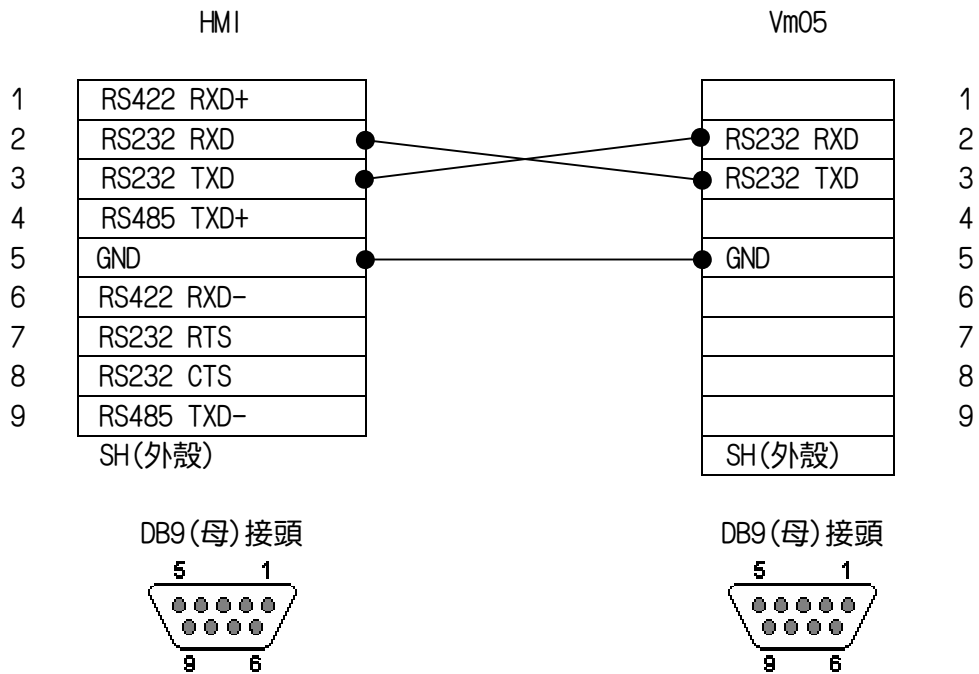 HMI Vm05
1 RS422 RXD+ 1
2 RS232 RXD RS232 RXD 2
3 RS232 TXD RS232 TXD 3
4 RS485 TXD+ 4
5 GND GND 5
6 RS422 RXD- 6
7 RS232 RTS 7
8 RS232 CTS 8
9 RS485 TXD- 9
SH(外殼) SH(外殼)
DB9(母)接頭 DB9(母)接頭
5 1 5 1
9 6 9 6